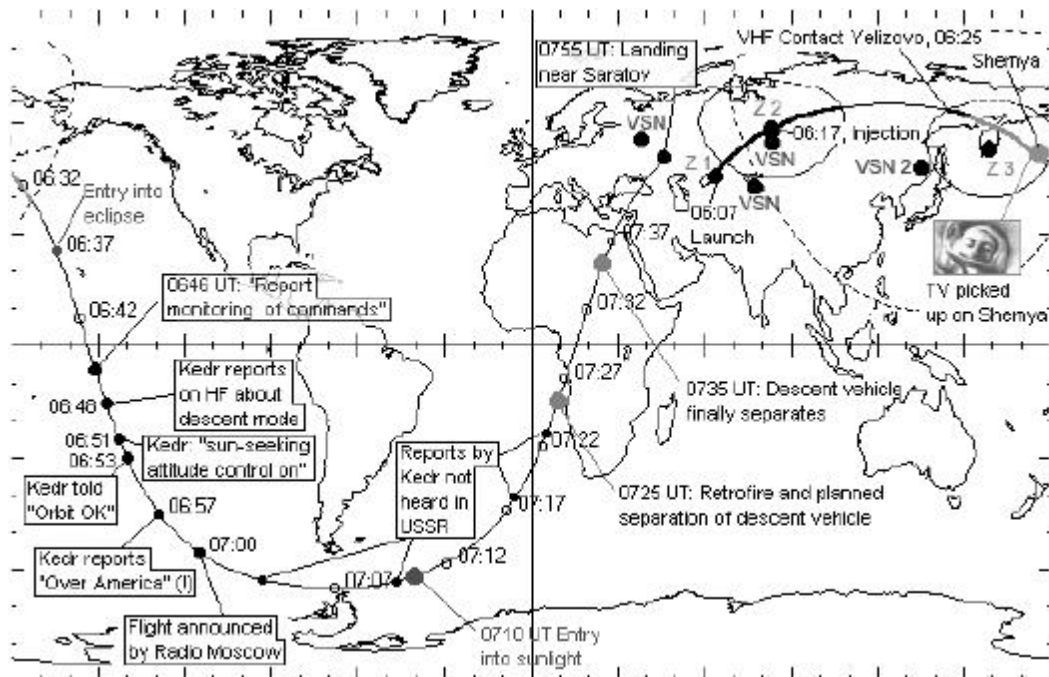 0755 UT: Landing
near Saratov
VHF Contact Yelizovo, 06:25
Shemya
VSN
Z 2
06:17, Injection
VSN
Z 1
VSN
VSN 2
Z 3
06:07
Launch
TV picked
up on Shemya
06:32
Entry into
eclipse
06:37
06:42
0646 UT: "Report
monitoring of commands"
Kedr reports
on HF about
descent mode
06:48
06:51
Kedr: "sun-seeking
attitude control on"
06:53
Kedr told
"Orbit OK"
06:57
Kedr reports
"Over America" (!)
07:00
Flight announced
by Radio Moscow
07:07
Reports by
Kedr not
heard in
USSR
0710 UT Entry
into sunlight
07:12
07:17
07:22
0725 UT: Retrofire and planned
separation of descent vehicle
07:27
07:32
0735 UT: Descent vehicle
finally separates
07:37